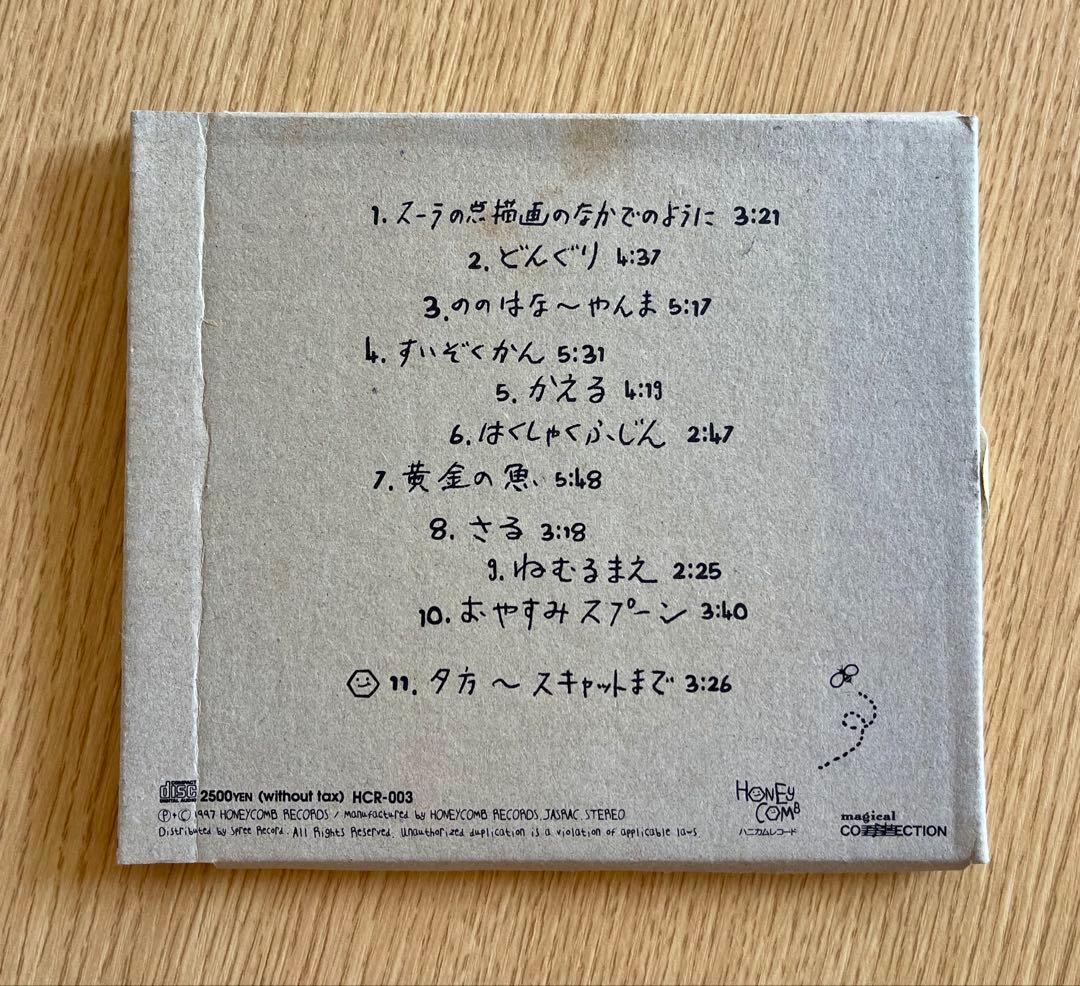 1. スーラの点描画のなかでのように 3:21
2. どんぐり 4:37
3. ののはな〜やんま 5:17
4. すいぞくかん 5:31
5. かえる 4:19
6. はくしゃくふじん 2:47
7. 黄金の魚 5:48
8. さる 3:18
9. ねむるまえ 2:25
10. おやすみスプーン 3:40
11. 夕方 〜 スキャットまで 3:26
COMPACT disc DIGITAL AUDIO 2500YEN (without tax) HCR-003
Ⓟ+Ⓒ 1997 HONEYCOMB RECORDS / manufactured by HONEYCOMB RECORDS. JASRAC. STEREO
Distributed by Spree Record. All Rights Reserved. Unauthorized duplication is a violation of applicable laws
HONEY
COMB
ハニカムレコード
magical
CONNECTION